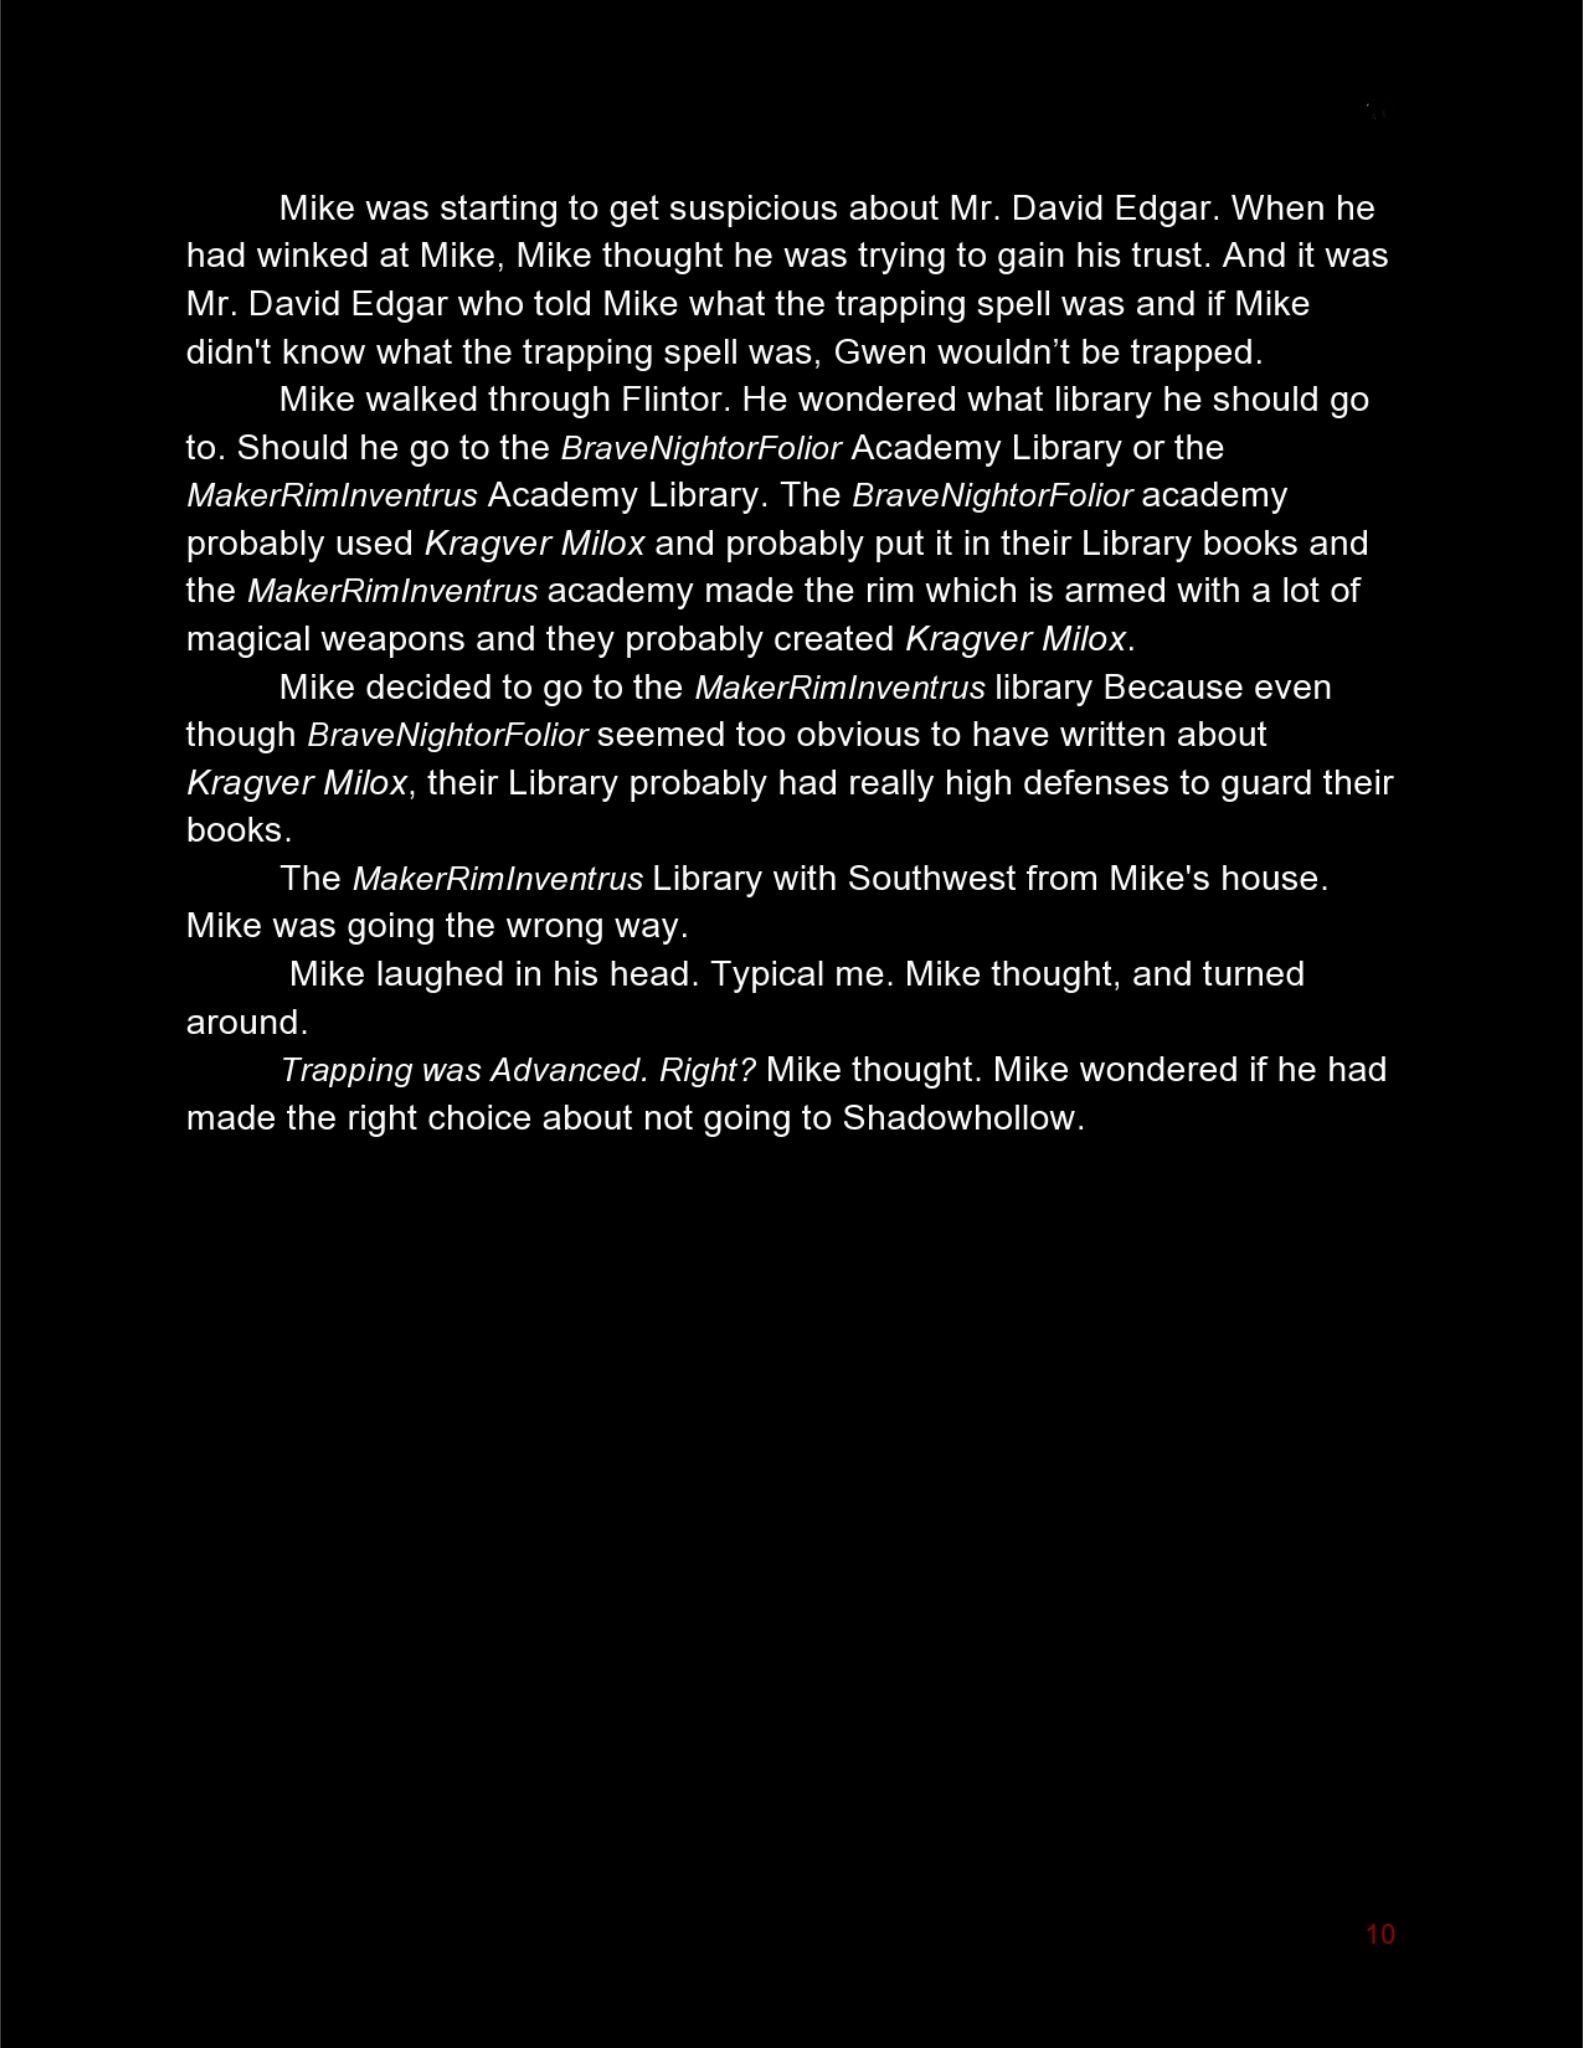 Mike was starting to get suspicious about Mr. David Edgar. When he
had winked at Mike, Mike thought he was trying to gain his trust. And it was
Mr. David Edgar who told Mike what the trapping spell was and if Mike
didn't know what the trapping spell was, Gwen wouldn’t be trapped.
Mike walked through Flintor. He wondered what library he should go
to. Should he go to the BraveNightorFolior Academy Library or the
MakerRimInventrus Academy Library. The BraveNightorFolior academy
probably used Kragver Milox and probably put it in their Library books and
the MakerRimInventrus academy made the rim which is armed with a lot of
magical weapons and they probably created Kragver Milox.
Mike decided to go to the MakerRimInventrus library Because even
though BraveNightorFolior seemed too obvious to have written about
Kragver Milox, their Library probably had really high defenses to guard their
books.
The MakerRimInventrus Library with Southwest from Mike's house.
Mike was going the wrong way.
Mike laughed in his head. Typical me. Mike thought, and turned
around.
Trapping was Advanced. Right? Mike thought. Mike wondered if he had
made the right choice about not going to Shadowhollow.
10